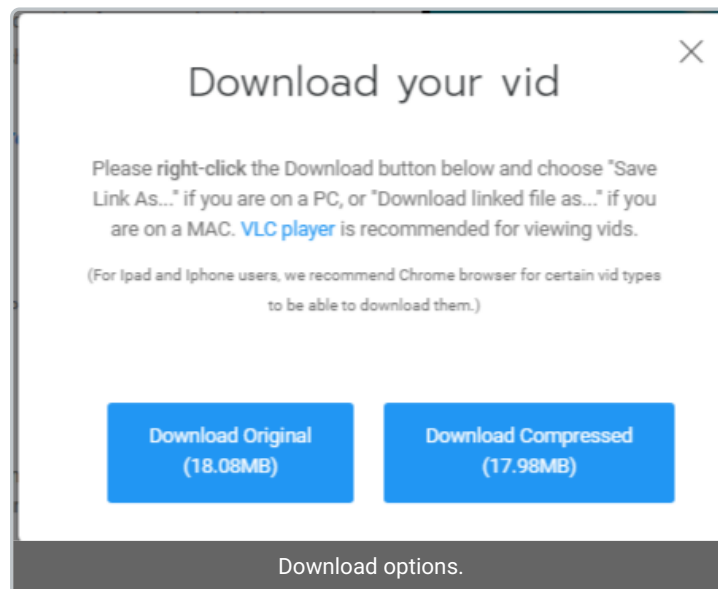 Download your vid
Please right-click the Download button below and choose "Save
Link As..." if you are on a PC, or "Download linked file as..." if you
are on a MAC. VLC player is recommended for viewing vids.
(For Ipad and Iphone users, we recommend Chrome browser for certain vid types
to be able to download them.)
Download Original
(18.08MB)
Download Compressed
(17.98MB)
Download options.